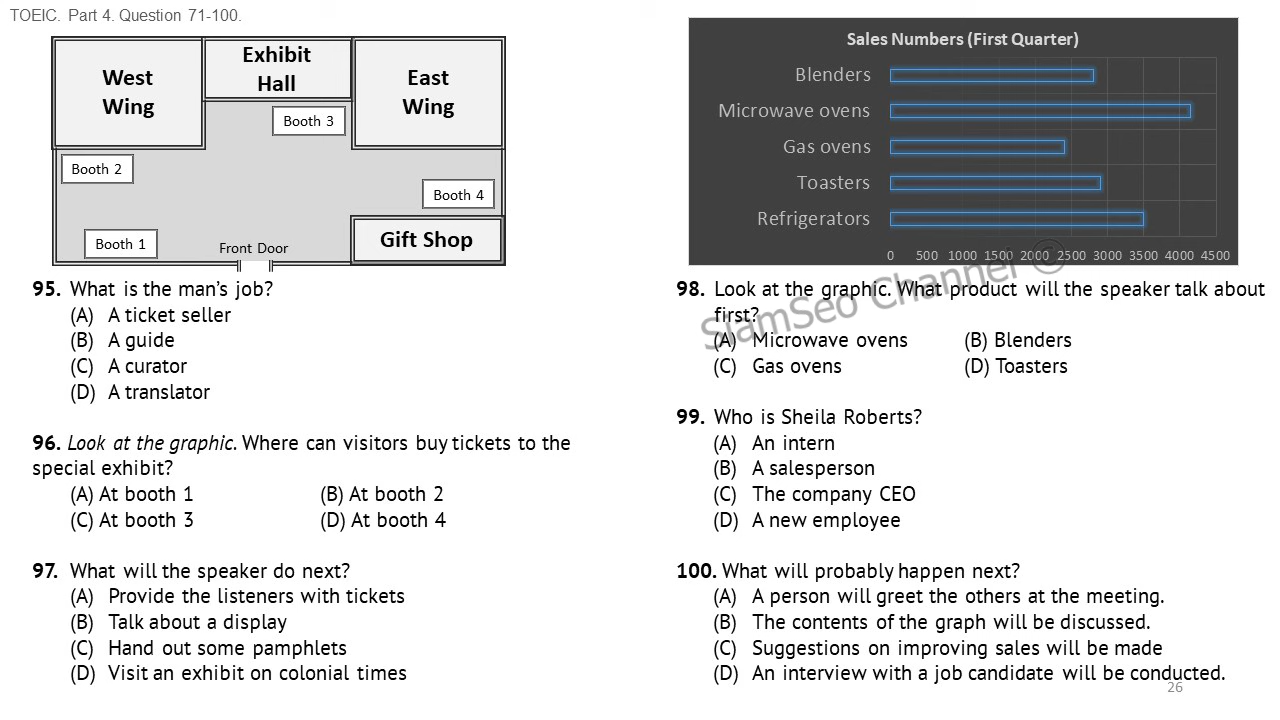 TOEIC. Part 4. Question 71-100.
West
Wing
Exhibit
Hall
East
Wing
Booth 3
Booth 2
Booth 4
Booth 1
Front Door
Gift Shop
95. What is the man’s job?
(A) A ticket seller
(B) A guide
(C) A curator
(D) A translator
96. Look at the graphic. Where can visitors buy tickets to the
special exhibit?
(A) At booth 1 (B) At booth 2
(C) At booth 3 (D) At booth 4
97. What will the speaker do next?
(A) Provide the listeners with tickets
(B) Talk about a display
(C) Hand out some pamphlets
(D) Visit an exhibit on colonial times
Sales Numbers (First Quarter)
Blenders
Microwave ovens
Gas ovens
Toasters
Refrigerators
0 500 1000 1500 2000 2500 3000 3500 4000 4500
SiamSeo Channel ©
98. Look at the graphic. What product will the speaker talk about
first?
(A) Microwave ovens (B) Blenders
(C) Gas ovens (D) Toasters
99. Who is Sheila Roberts?
(A) An intern
(B) A salesperson
(C) The company CEO
(D) A new employee
100. What will probably happen next?
(A) A person will greet the others at the meeting.
(B) The contents of the graph will be discussed.
(C) Suggestions on improving sales will be made
(D) An interview with a job candidate will be conducted.
26